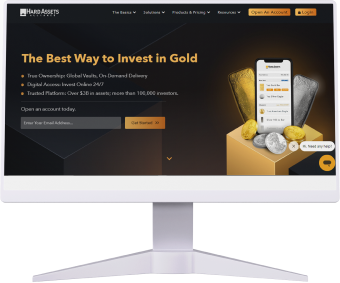 HARD ASSETS
ALLIANCE
The Basics
Solutions
Products & Pricing
Resources
Open An Account
Login
The Best Way to Invest in Gold
True Ownership: Global Vaults, On-Demand Delivery
Digital Access: Invest Online 24/7
Trusted Platform: Over $3B in assets; more than 100,000 investors.
Open an account today.
Enter Your Email Address...
Get Started
Hi. Need any help?